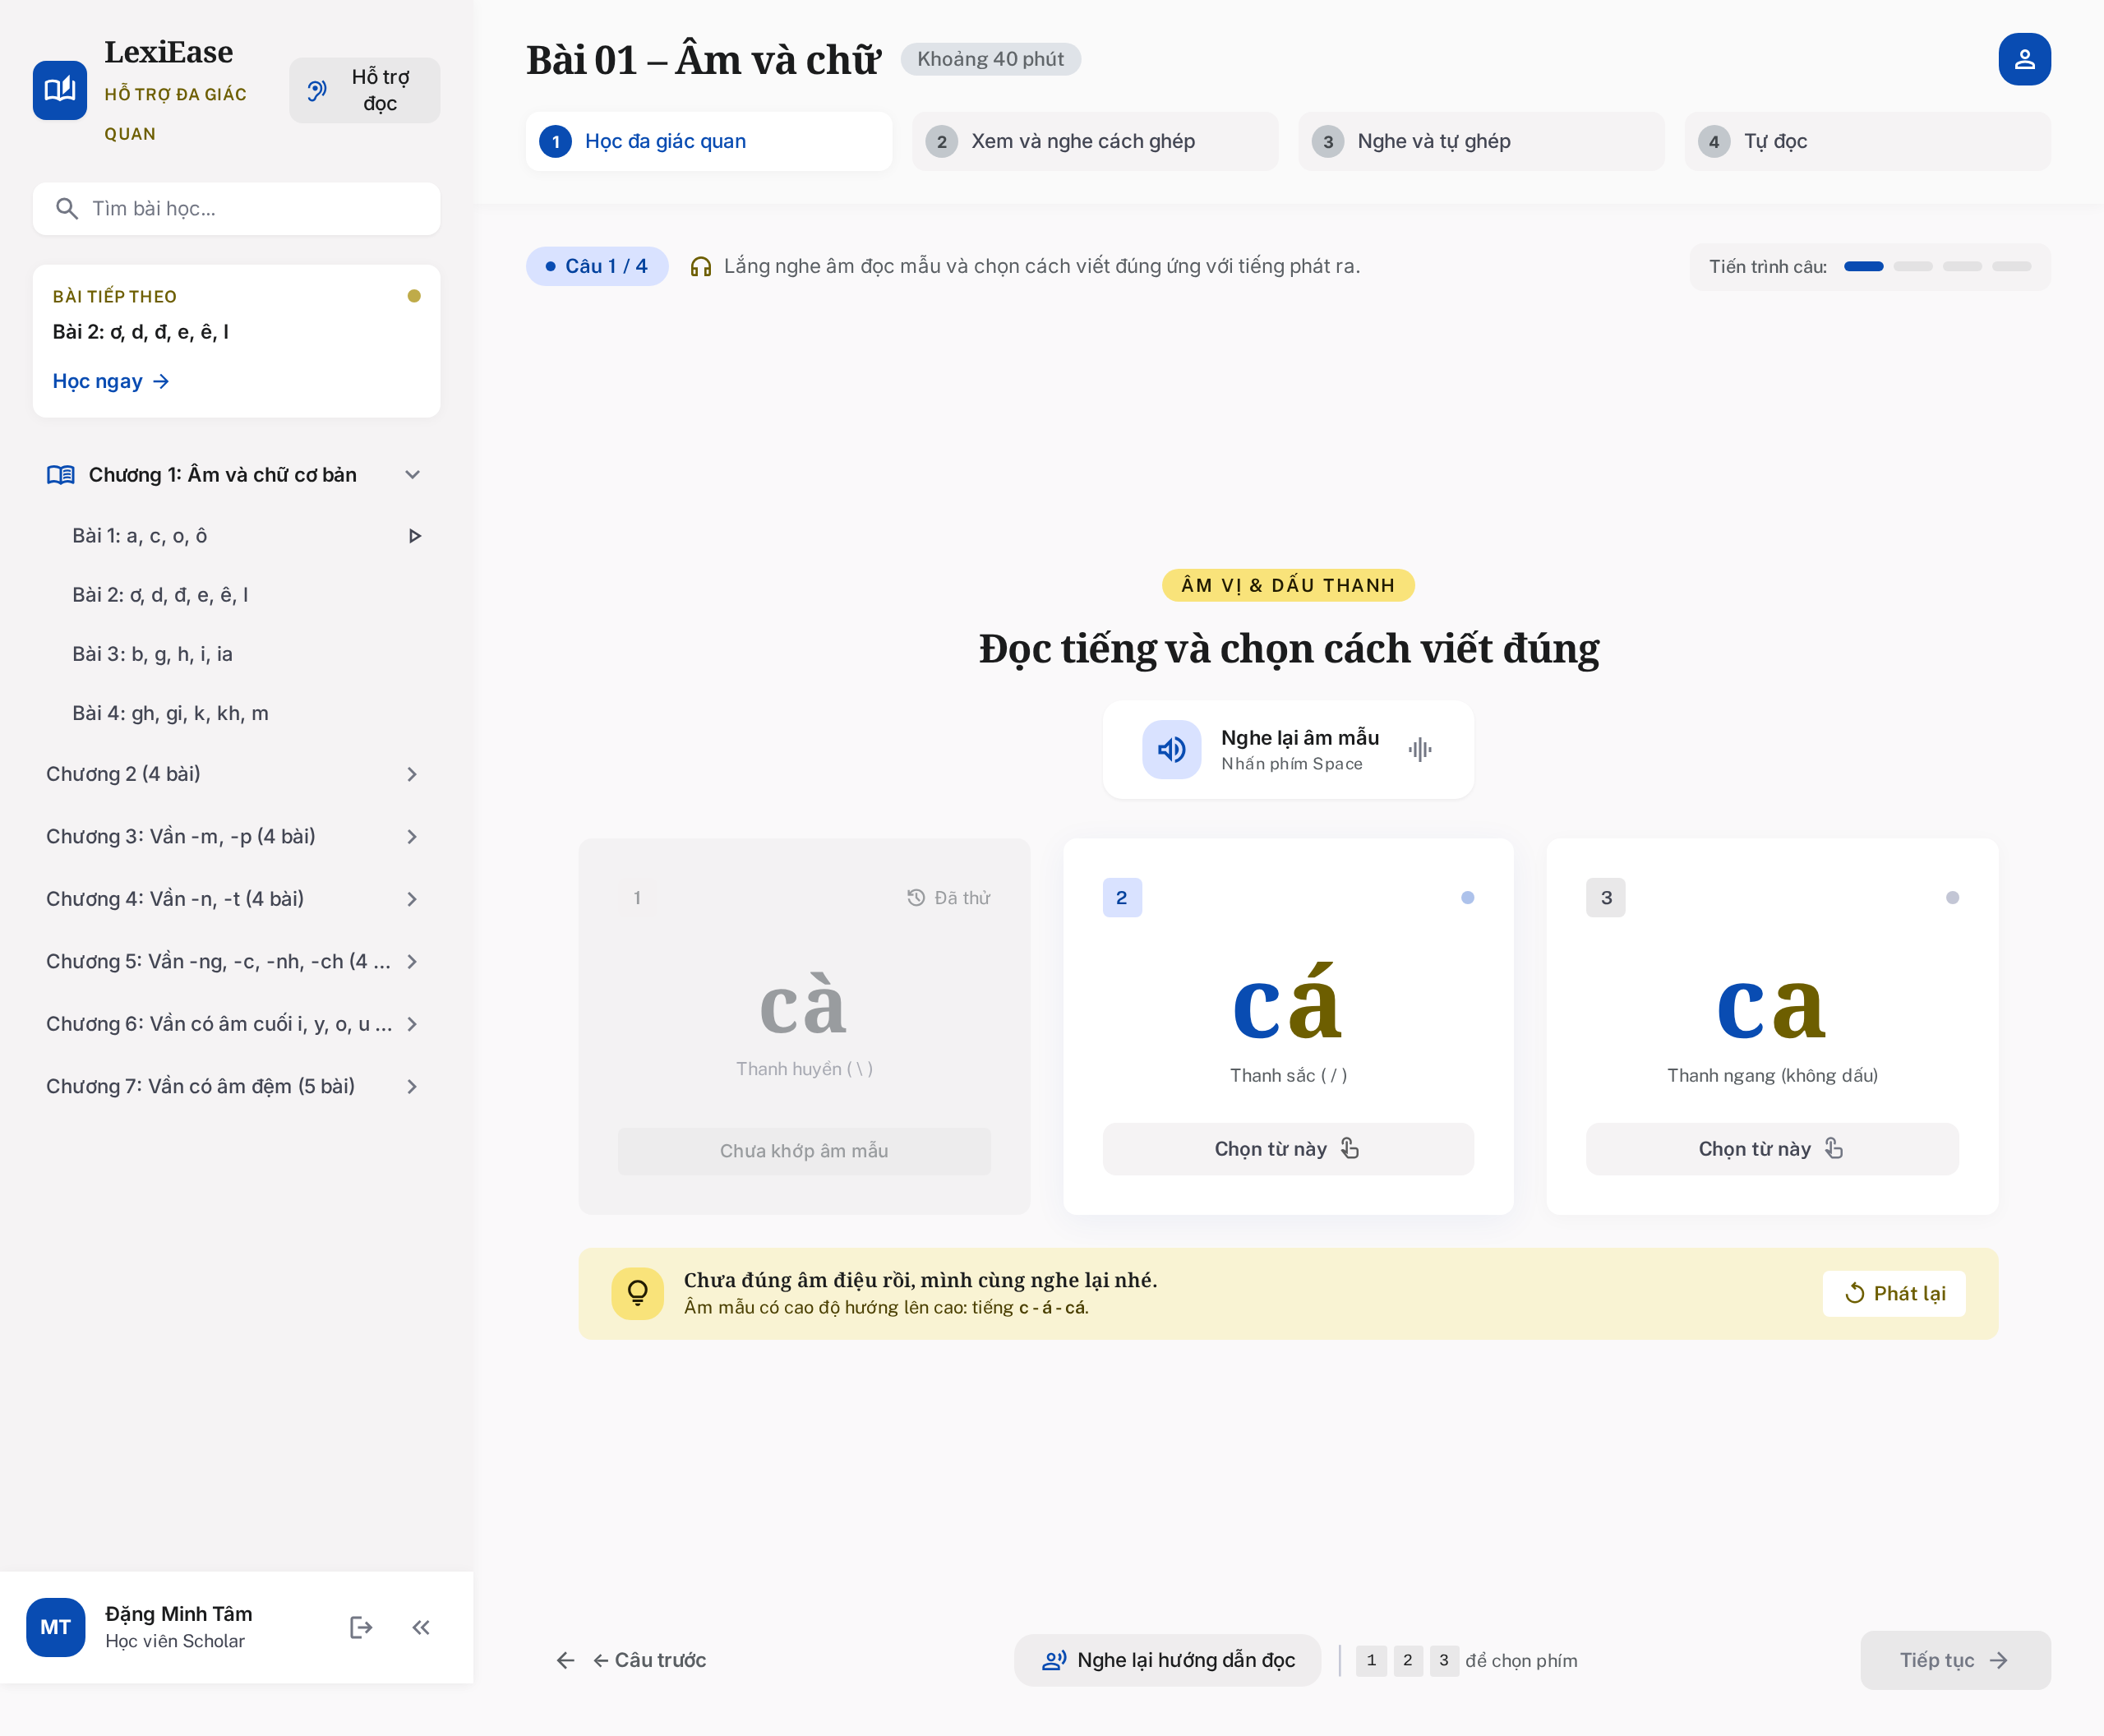 LexiEase
HỖ TRỢ ĐA GIÁC
QUAN
Hỗ trợ
đọc
Tìm bài học...
BÀI TIẾP THEO
Bài 2: ơ, d, đ, e, ê, l
Học ngay →
Chương 1: Âm và chữ cơ bản
Bài 1: a, c, o, ô
Bài 2: ơ, d, đ, e, ê, l
Bài 3: b, g, h, i, ia
Bài 4: gh, gi, k, kh, m
Chương 2 (4 bài)
Chương 3: Vần -m, -p (4 bài)
Chương 4: Vần -n, -t (4 bài)
Chương 5: Vần -ng, -c, -nh, -ch (4 ...
Chương 6: Vần có âm cuối i, y, o, u ...
Chương 7: Vần có âm đệm (5 bài)
MT
Đặng Minh Tâm
Học viên Scholar
Bài 01 – Âm và chữ
Khoảng 40 phút
1 Học đa giác quan
2 Xem và nghe cách ghép
3 Nghe và tự ghép
4 Tự đọc
Câu 1 / 4
Lắng nghe âm đọc mẫu và chọn cách viết đúng ứng với tiếng phát ra.
Tiến trình câu:
ÂM VỊ & DẤU THANH
Đọc tiếng và chọn cách viết đúng
Nghe lại âm mẫu
Nhấn phím Space
1
Đã thử
cà
Thanh huyền ( \ )
Chưa khớp âm mẫu
2
cá
Thanh sắc ( / )
Chọn từ này
3
ca
Thanh ngang (không dấu)
Chọn từ này
Chưa đúng âm điệu rồi, mình cùng nghe lại nhé.
Âm mẫu có cao độ hướng lên cao: tiếng c - á - cá.
Phát lại
← Câu trước
Nghe lại hướng dẫn đọc
1 2 3 để chọn phím
Tiếp tục →